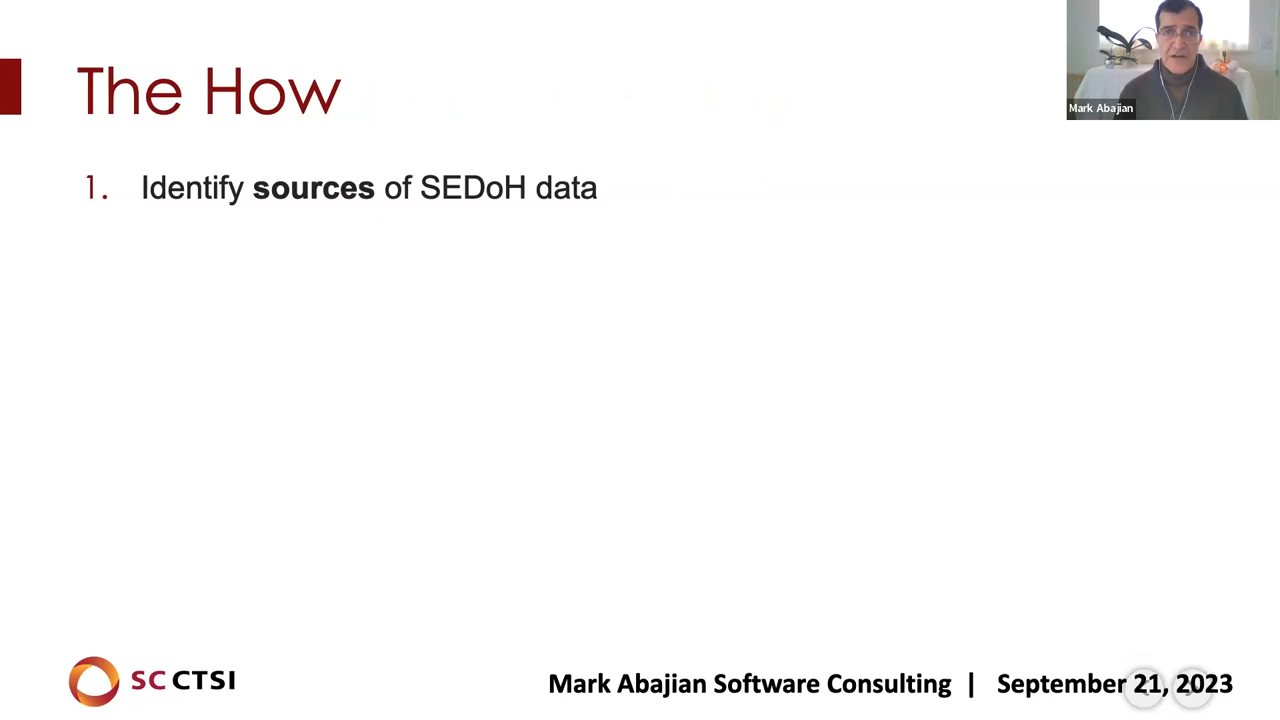 The How
Mark Abajian
1. Identify sources of SEDoH data
SC CTSI
Mark Abajian Software Consulting | September 21, 2023